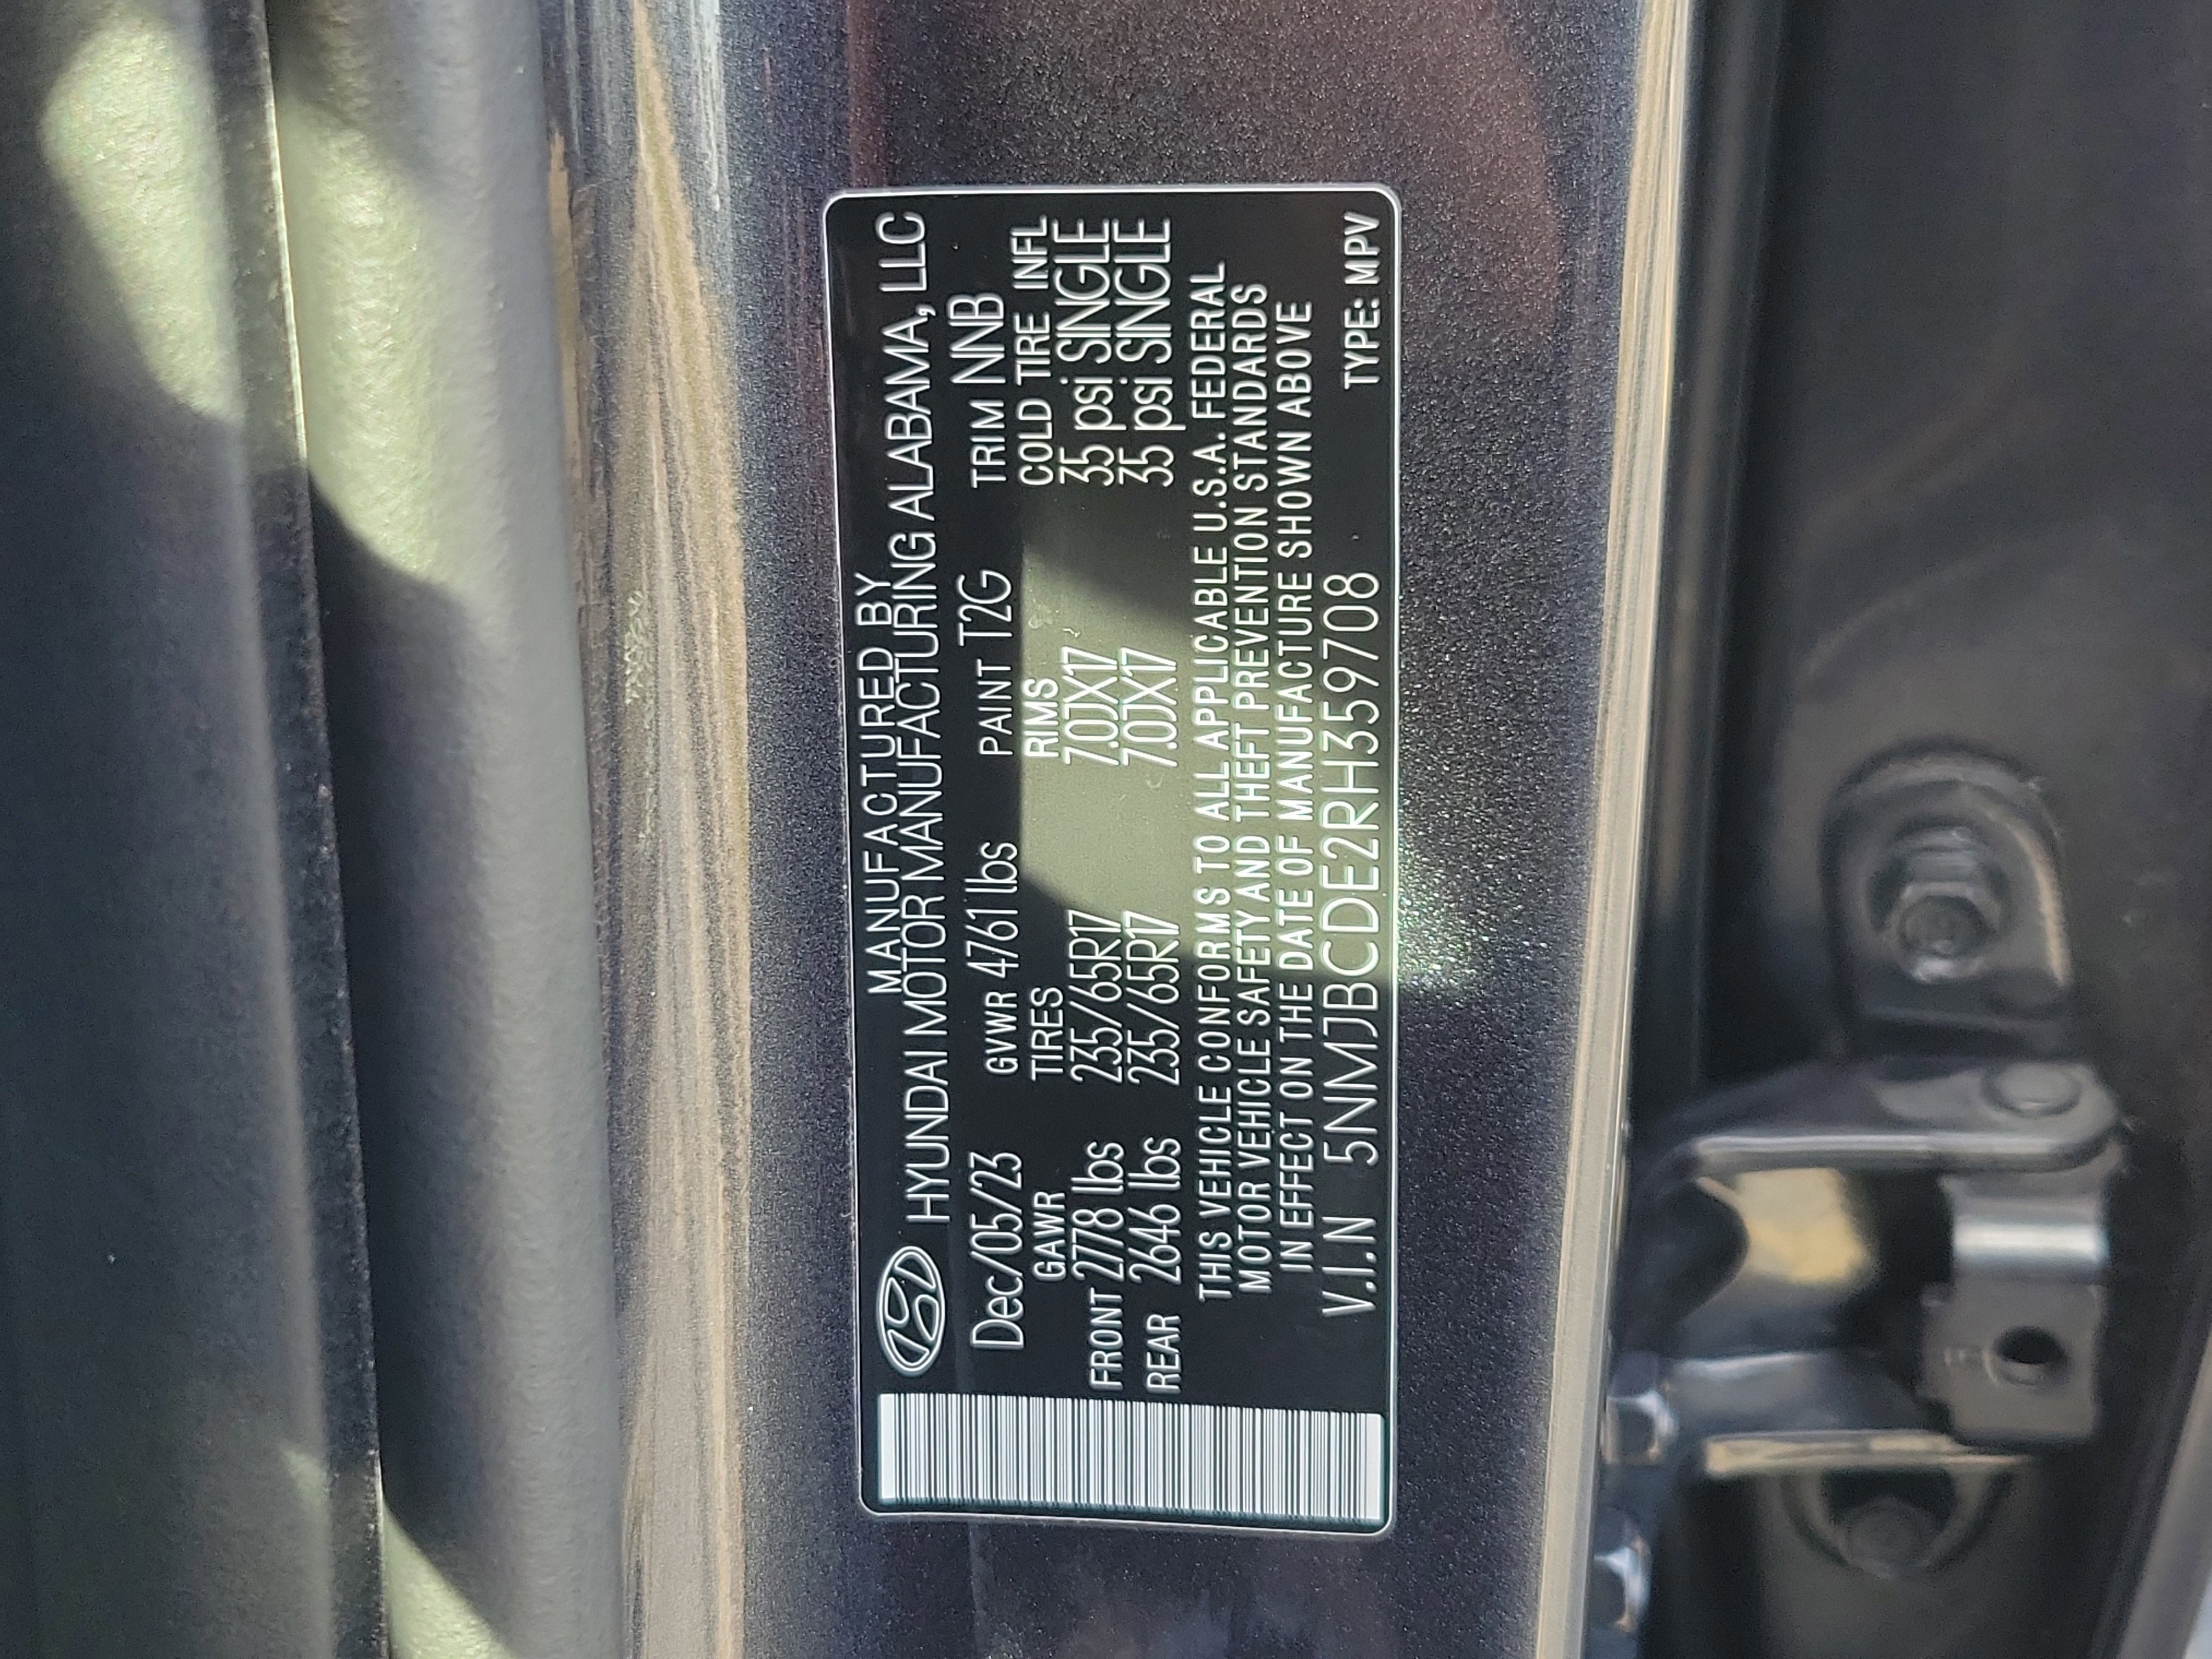 MANUFACTURED BY
HYUNDAI MOTOR MANUFACTURING ALABAMA, LLC
Dec/05/23 GVWR 4761 lbs PAINT T2G TRIM NNB
GAWR TIRES RIMS COLD TIRE INFL
FRONT 2778 lbs 235/65R17 7.0JX17 35 psi SINGLE
REAR 2646 lbs 235/65R17 7.0JX17 35 psi SINGLE
THIS VEHICLE CONFORMS TO ALL APPLICABLE U.S.A. FEDERAL
MOTOR VEHICLE SAFETY AND THEFT PREVENTION STANDARDS
IN EFFECT ON THE DATE OF MANUFACTURE SHOWN ABOVE
V.I.N 5NMJBCDE2RH359708 TYPE: MPV